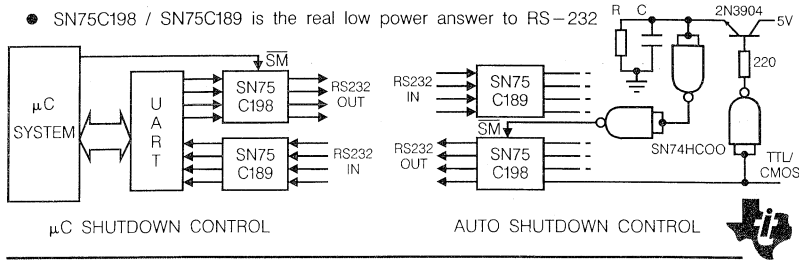 ● SN75C198 / SN75C189 is the real low power answer to RS-232
R C
2N3904
5V
220
SM
μC
SYSTEM
U
A
R
T
SN75
C198
RS232
OUT
SN75
C189
RS232
IN
RS232
IN
SN75
C189
SM
RS232
OUT
SN75
C198
SN74HCOO
TTL/
CMOS
μC SHUTDOWN CONTROL
AUTO SHUTDOWN CONTROL